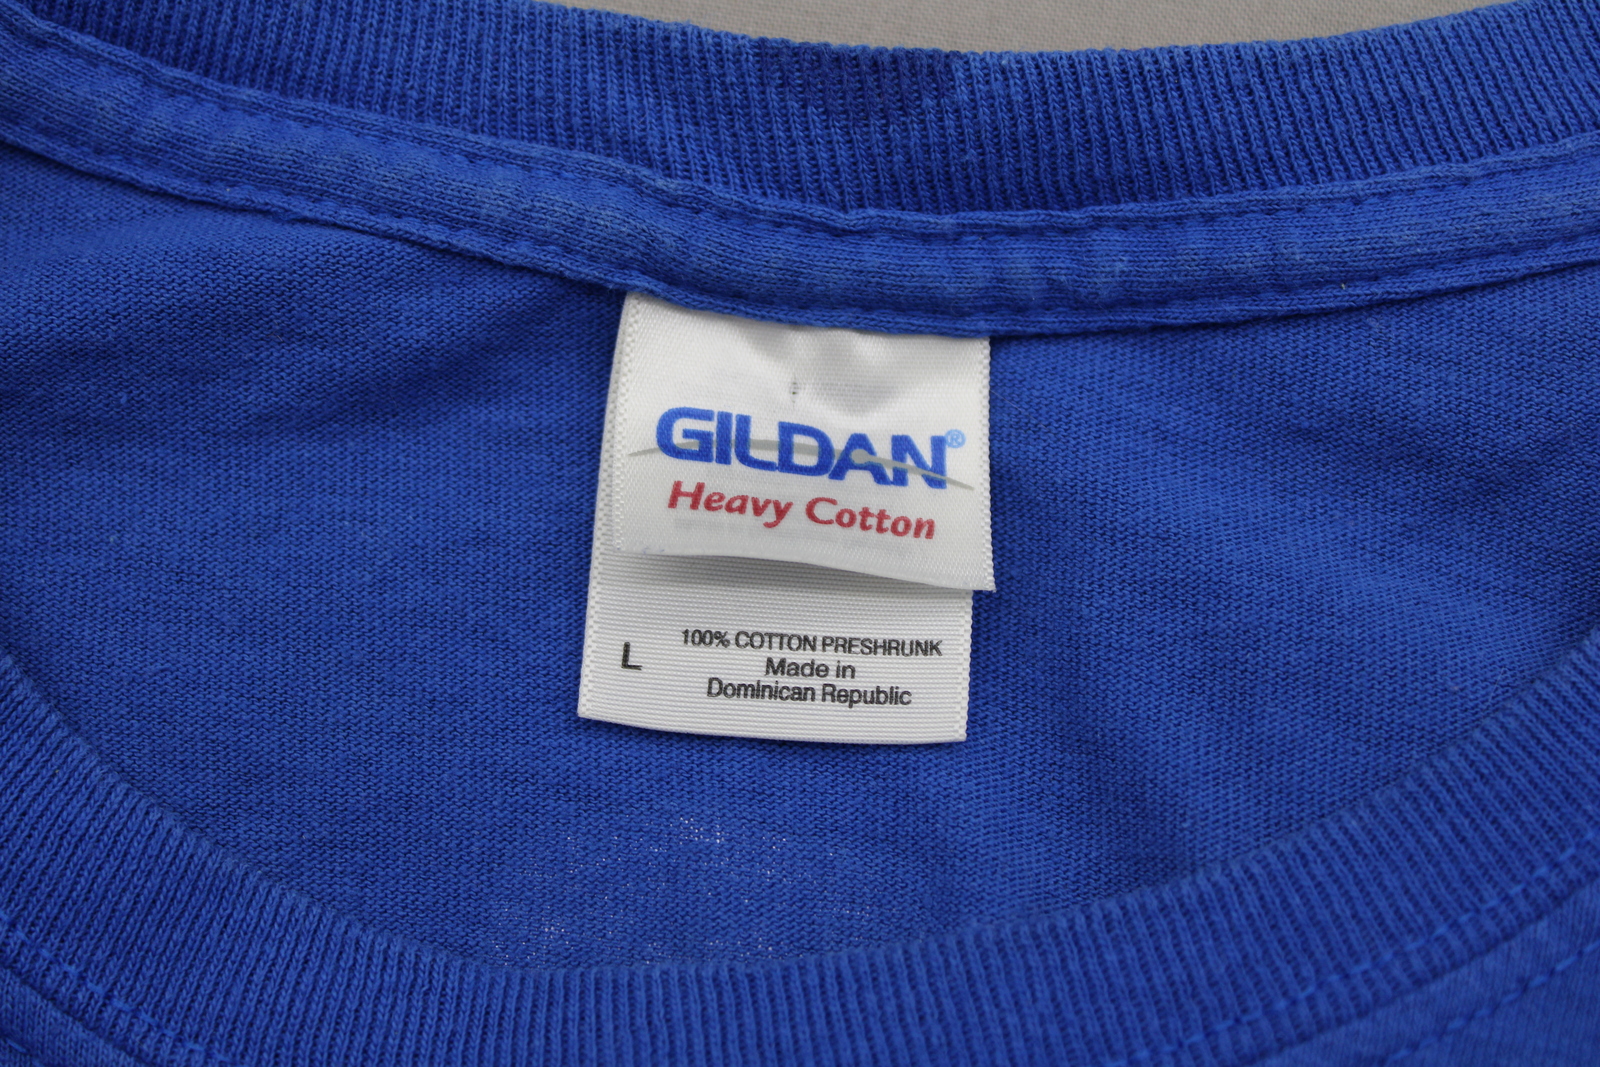 GILDAN®
Heavy Cotton
L
100% COTTON PRESHRUNK
Made in
Dominican Republic